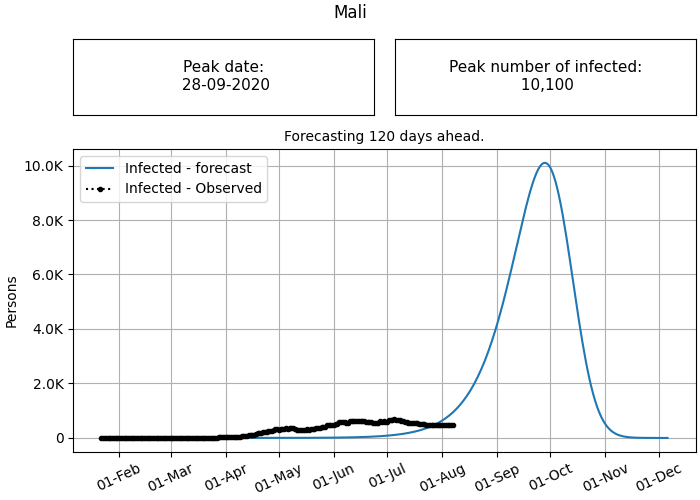 Mali
Peak date:
28-09-2020
Peak number of infected:
10,100
Forecasting 120 days ahead.
Infected - forecast
Infected - Observed
10.0K
8.0K
6.0K
4.0K
2.0K
0
Persons
01-Feb
01-Mar
01-Apr
01-May
01-Jun
01-Jul
01-Aug
01-Sep
01-Oct
01-Nov
01-Dec